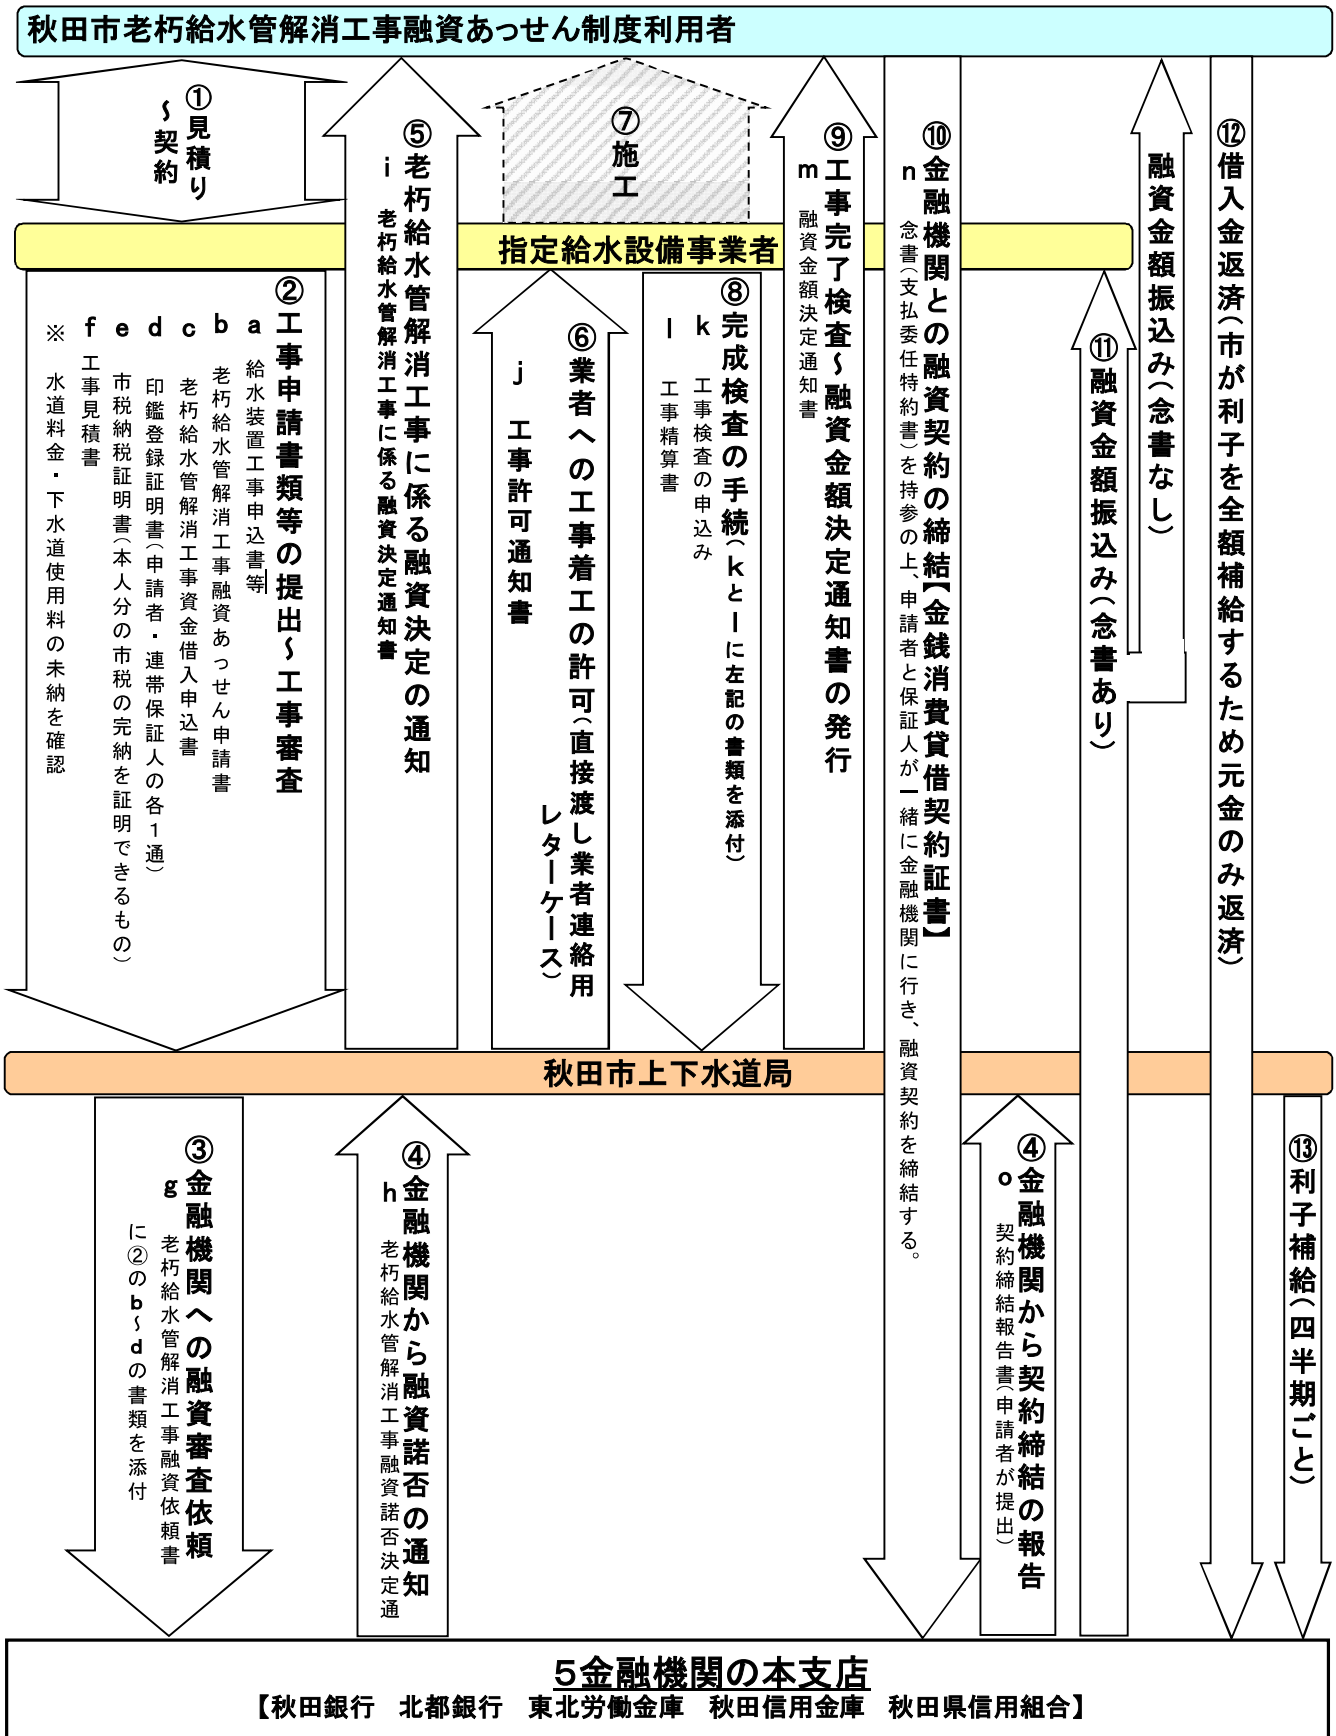 秋田市老朽給水管解消工事融資あっせん制度利用者
①見積り
～契約
⑤老朽給水管解消工事に係る融資決定の通知
i 老朽給水管解消工事に係る融資決定通知書
⑦施工
⑨工事完了検査～融資金額決定通知書の発行
m 融資金額決定通知書
⑩金融機関との融資契約の締結【金銭消費貸借契約証書】
n 念書（支払委任特約書）を持参の上、申請者と保証人が一緒に金融機関に行き、融資契約を締結する。
融資金額振込み（念書なし）
⑫借入金返済（市が利子を全額補給するため元金のみ返済）
指定給水設備事業者
②工事申請書類等の提出～工事審査
a 給水装置工事申込書等
b 老朽給水管解消工事融資あっせん申請書
c 老朽給水管解消工事資金借入申込書
d 印鑑登録証明書（申請者・連帯保証人の各１通）
e 市税納税証明書（本人分の市税の完納を証明できるもの）
f 工事見積書
※ 水道料金・下水道使用料の未納を確認
⑥業者への工事着工の許可（直接渡し業者連絡用
レターケース）
j 工事許可通知書
⑧完成検査の手続（kとlに左記の書類を添付）
k 工事検査の申込み
l 工事精算書
⑪融資金額振込み（念書あり）
秋田市上下水道局
③金融機関への融資審査依頼
g 老朽給水管解消工事融資依頼書
に②のb～dの書類を添付
④金融機関から融資諾否の通知
h 老朽給水管解消工事融資諾否決定通
④金融機関から契約締結の報告
o 契約締結報告書（申請者が提出）
⑬利子補給（四半期ごと）
５金融機関の本支店
【秋田銀行　北都銀行　東北労働金庫　秋田信用金庫　秋田県信用組合】